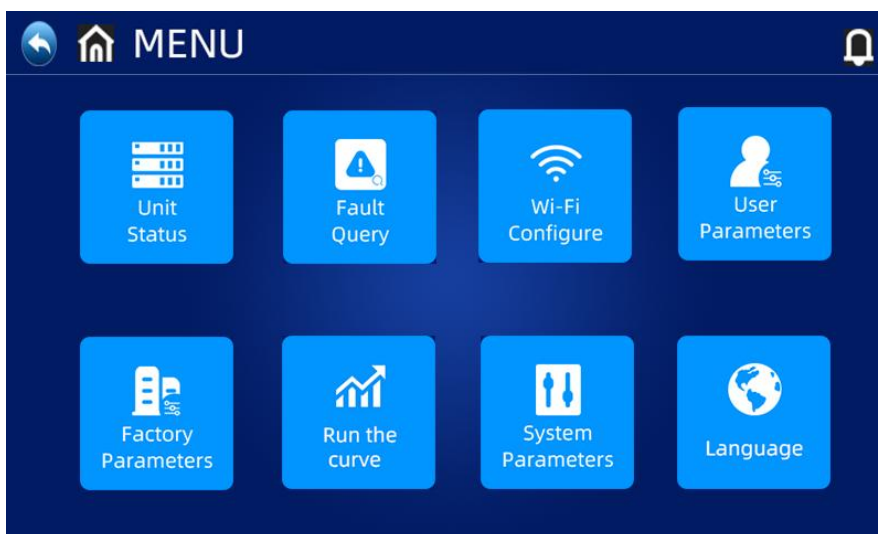 MENU
Unit
Status
Fault
Query
Wi-Fi
Configure
User
Parameters
Factory
Parameters
Run the
curve
System
Parameters
Language